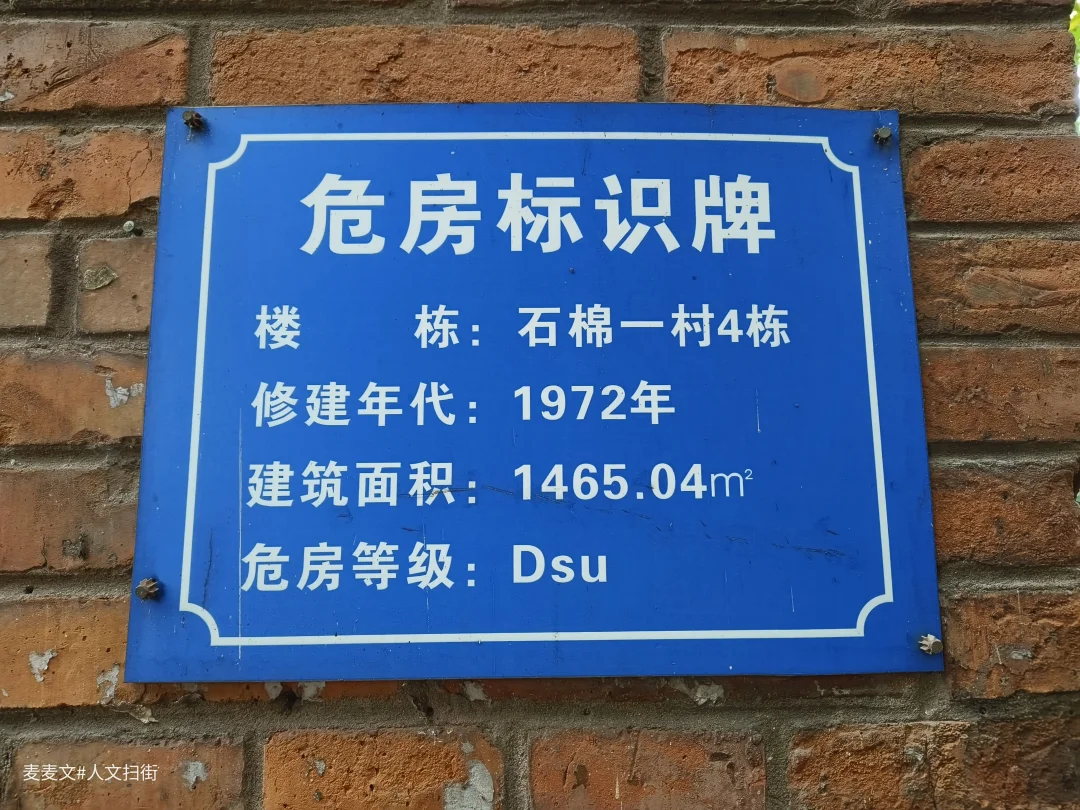 危房标识牌
楼栋：石棉一村4栋
修建年代：1972年
建筑面积：1465.04m²
危房等级：Dsu
麦麦文#人文扫街